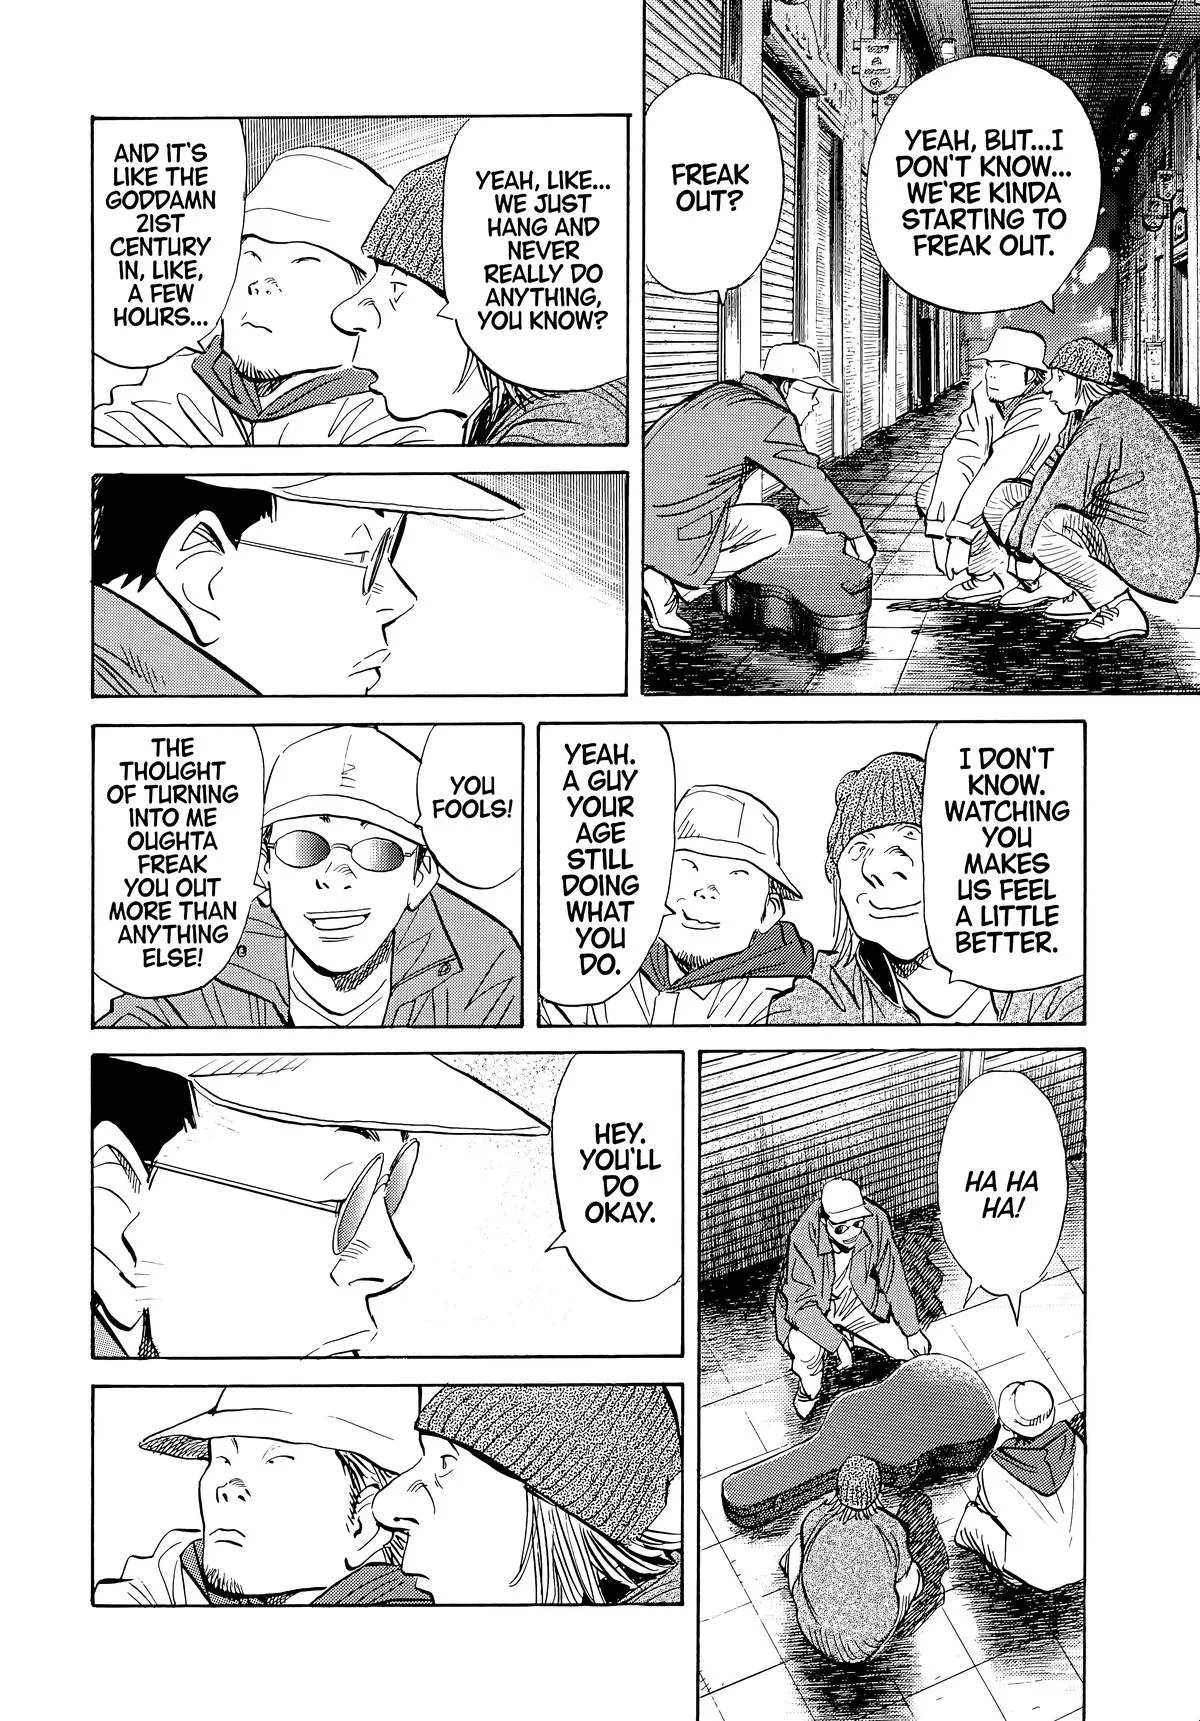 YEAH, BUT...I
DON'T KNOW...
WE'RE KINDA
STARTING TO
FREAK OUT.
FREAK
OUT?
YEAH, LIKE...
WE JUST
HANG AND
NEVER
REALLY DO
ANYTHING,
YOU KNOW?
AND IT'S
LIKE THE
GODDAMN
21ST
CENTURY
IN, LIKE,
A FEW
HOURS...
I DON'T
KNOW.
WATCHING
YOU
MAKES
US FEEL
A LITTLE
BETTER.
YEAH.
A GUY
YOUR
AGE
STILL
DOING
WHAT
YOU
DO.
YOU
FOOLS!
THE
THOUGHT
OF TURNING
INTO ME
OUGHTA
FREAK
YOU OUT
MORE THAN
ANYTHING
ELSE!
HA HA
HA!
HEY.
YOU'LL
DO
OKAY.